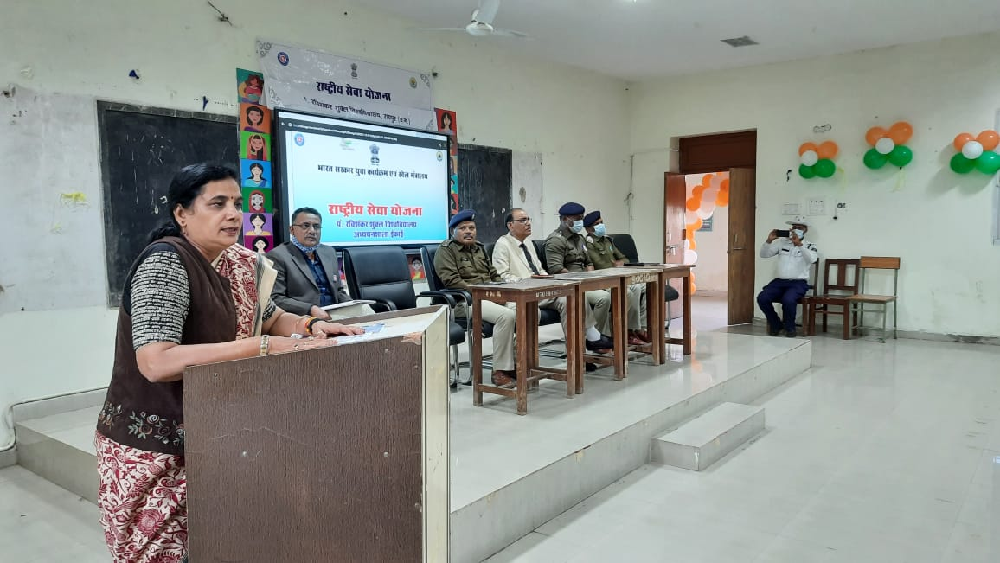 राष्ट्रीय सेवा योजना
पं. रविशंकर शुक्ल विश्वविद्यालय, रायपुर (छ.ग.)
भारत सरकार युवा कार्यक्रम एवं खेल मंत्रालय
राष्ट्रीय सेवा योजना
पं. रविशंकर शुक्ल विश्वविद्यालय
अध्ययनशाला ईकाई